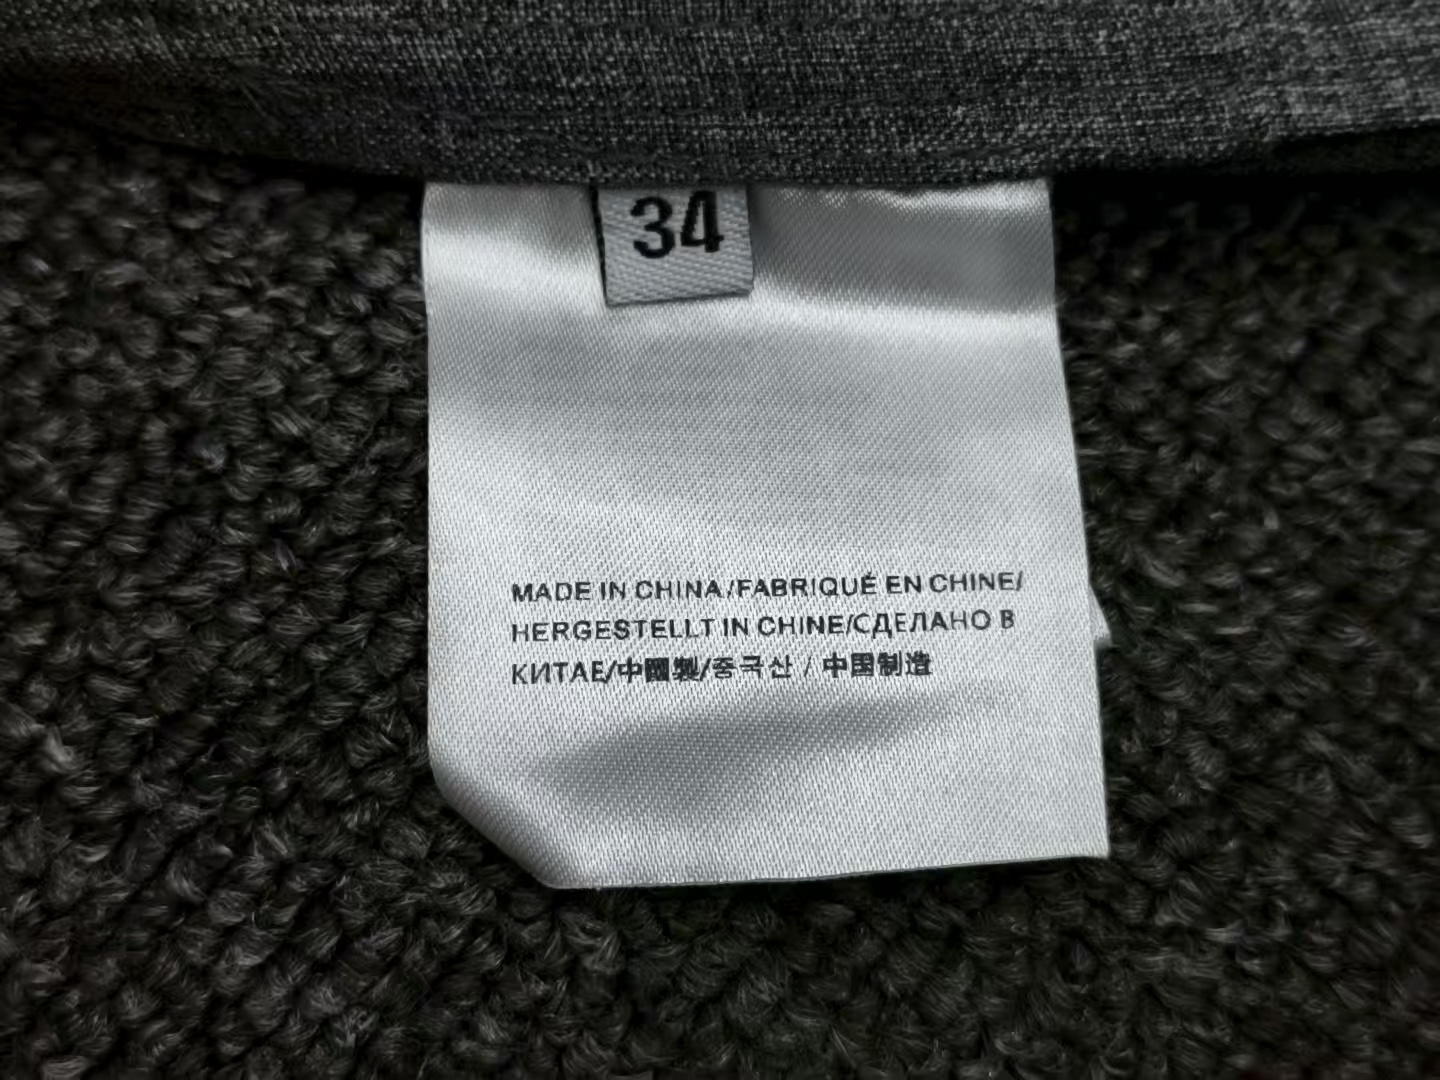 34
MADE IN CHINA/FABRIQUÉ EN CHINE/
HERGESTELLT IN CHINE/СДЕЛАНО В
КИТАЕ/中國製/중국산 / 中国制造